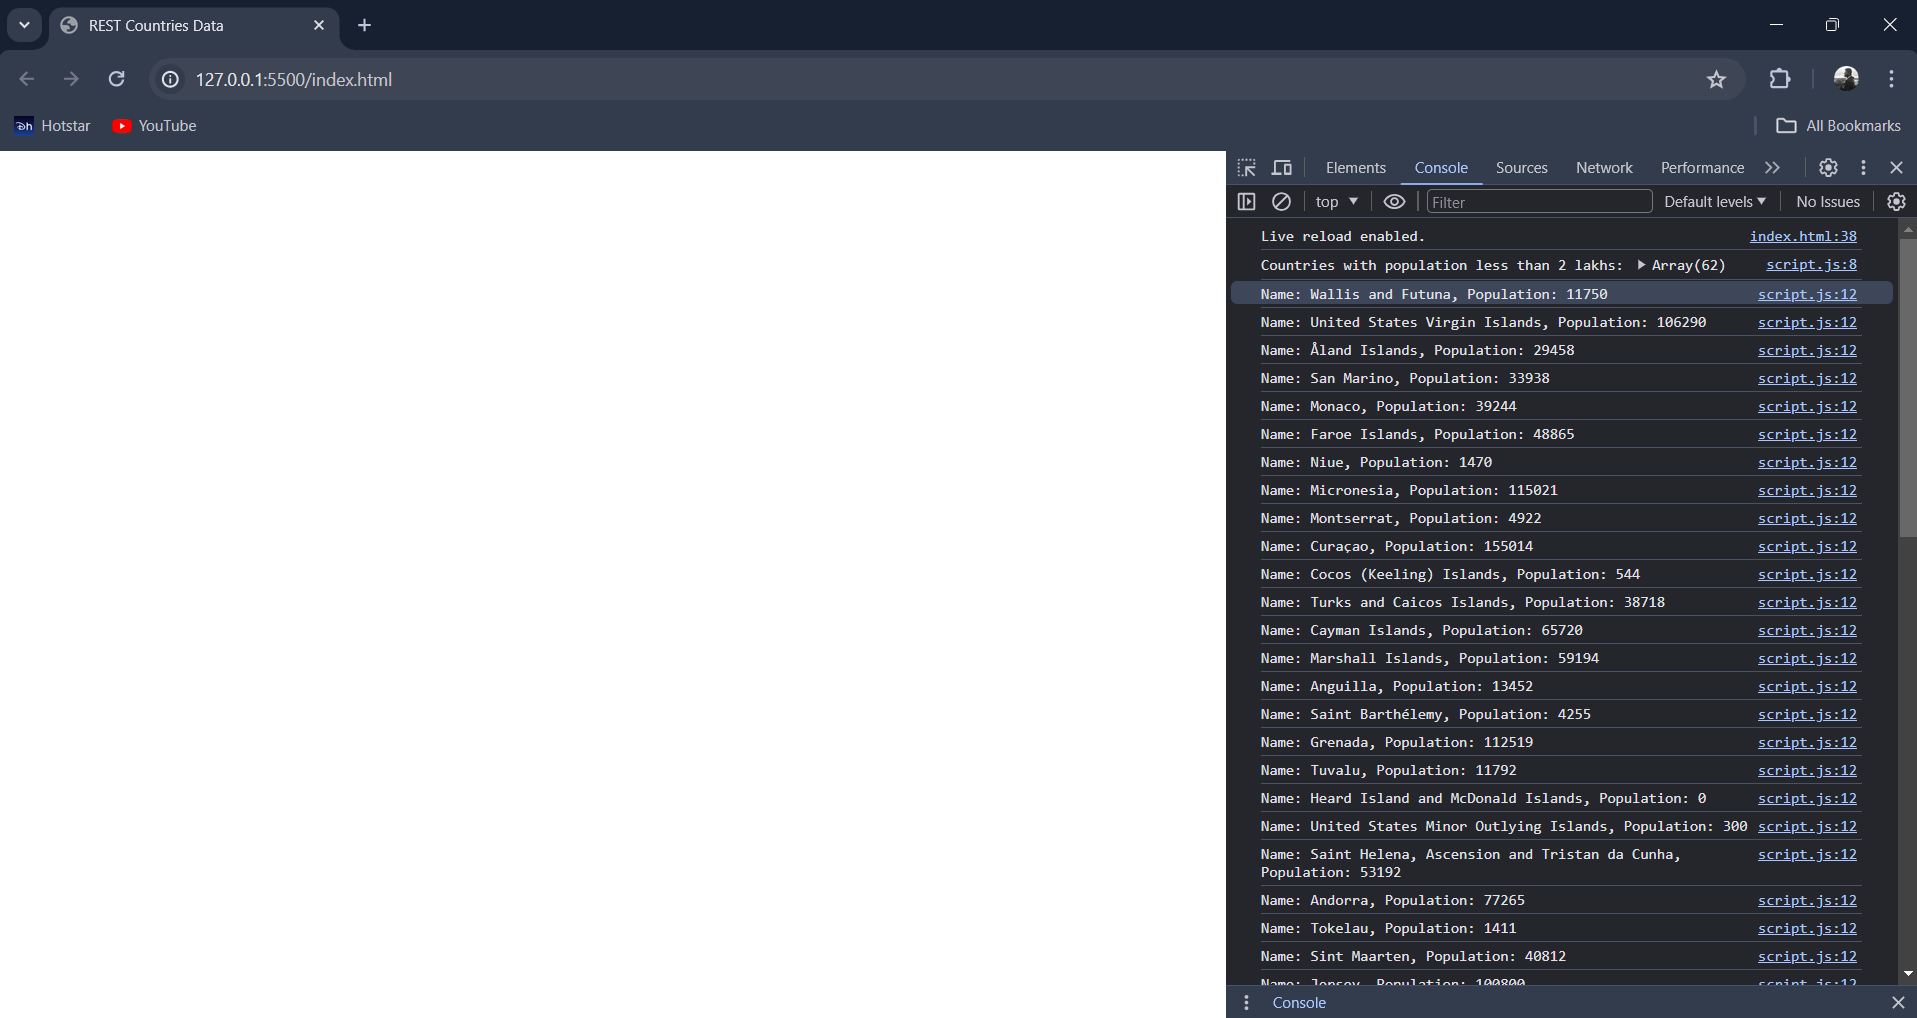 REST Countries Data
127.0.0.1:5500/index.html
Hotstar
YouTube
All Bookmarks
Elements
Console
Sources
Network
Performance
top
Filter
Default levels
No Issues
Live reload enabled. index.html:38
Countries with population less than 2 lakhs: Array(62) script.js:8
Name: Wallis and Futuna, Population: 11750 script.js:12
Name: United States Virgin Islands, Population: 106290 script.js:12
Name: Åland Islands, Population: 29458 script.js:12
Name: San Marino, Population: 33938 script.js:12
Name: Monaco, Population: 39244 script.js:12
Name: Faroe Islands, Population: 48865 script.js:12
Name: Niue, Population: 1470 script.js:12
Name: Micronesia, Population: 115021 script.js:12
Name: Montserrat, Population: 4922 script.js:12
Name: Curaçao, Population: 155014 script.js:12
Name: Cocos (Keeling) Islands, Population: 544 script.js:12
Name: Turks and Caicos Islands, Population: 38718 script.js:12
Name: Cayman Islands, Population: 65720 script.js:12
Name: Marshall Islands, Population: 59194 script.js:12
Name: Anguilla, Population: 13452 script.js:12
Name: Saint Barthélemy, Population: 4255 script.js:12
Name: Grenada, Population: 112519 script.js:12
Name: Tuvalu, Population: 11792 script.js:12
Name: Heard Island and McDonald Islands, Population: 0 script.js:12
Name: United States Minor Outlying Islands, Population: 300 script.js:12
Name: Saint Helena, Ascension and Tristan da Cunha, script.js:12
Population: 53192
Name: Andorra, Population: 77265 script.js:12
Name: Tokelau, Population: 1411 script.js:12
Name: Sint Maarten, Population: 40812 script.js:12
Name: Jersey, Population: 100800 script.js:12
Console